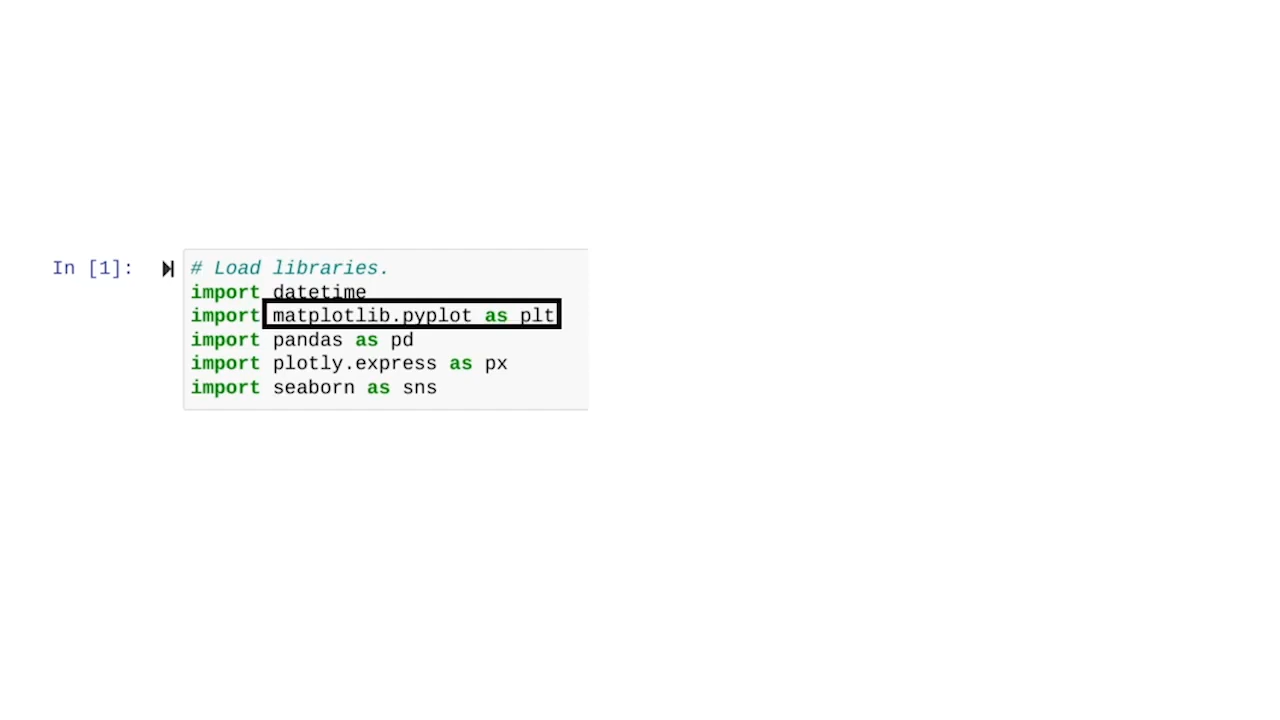 In [1]:
# Load libraries.
import datetime
import matplotlib.pyplot as plt
import pandas as pd
import plotly.express as px
import seaborn as sns